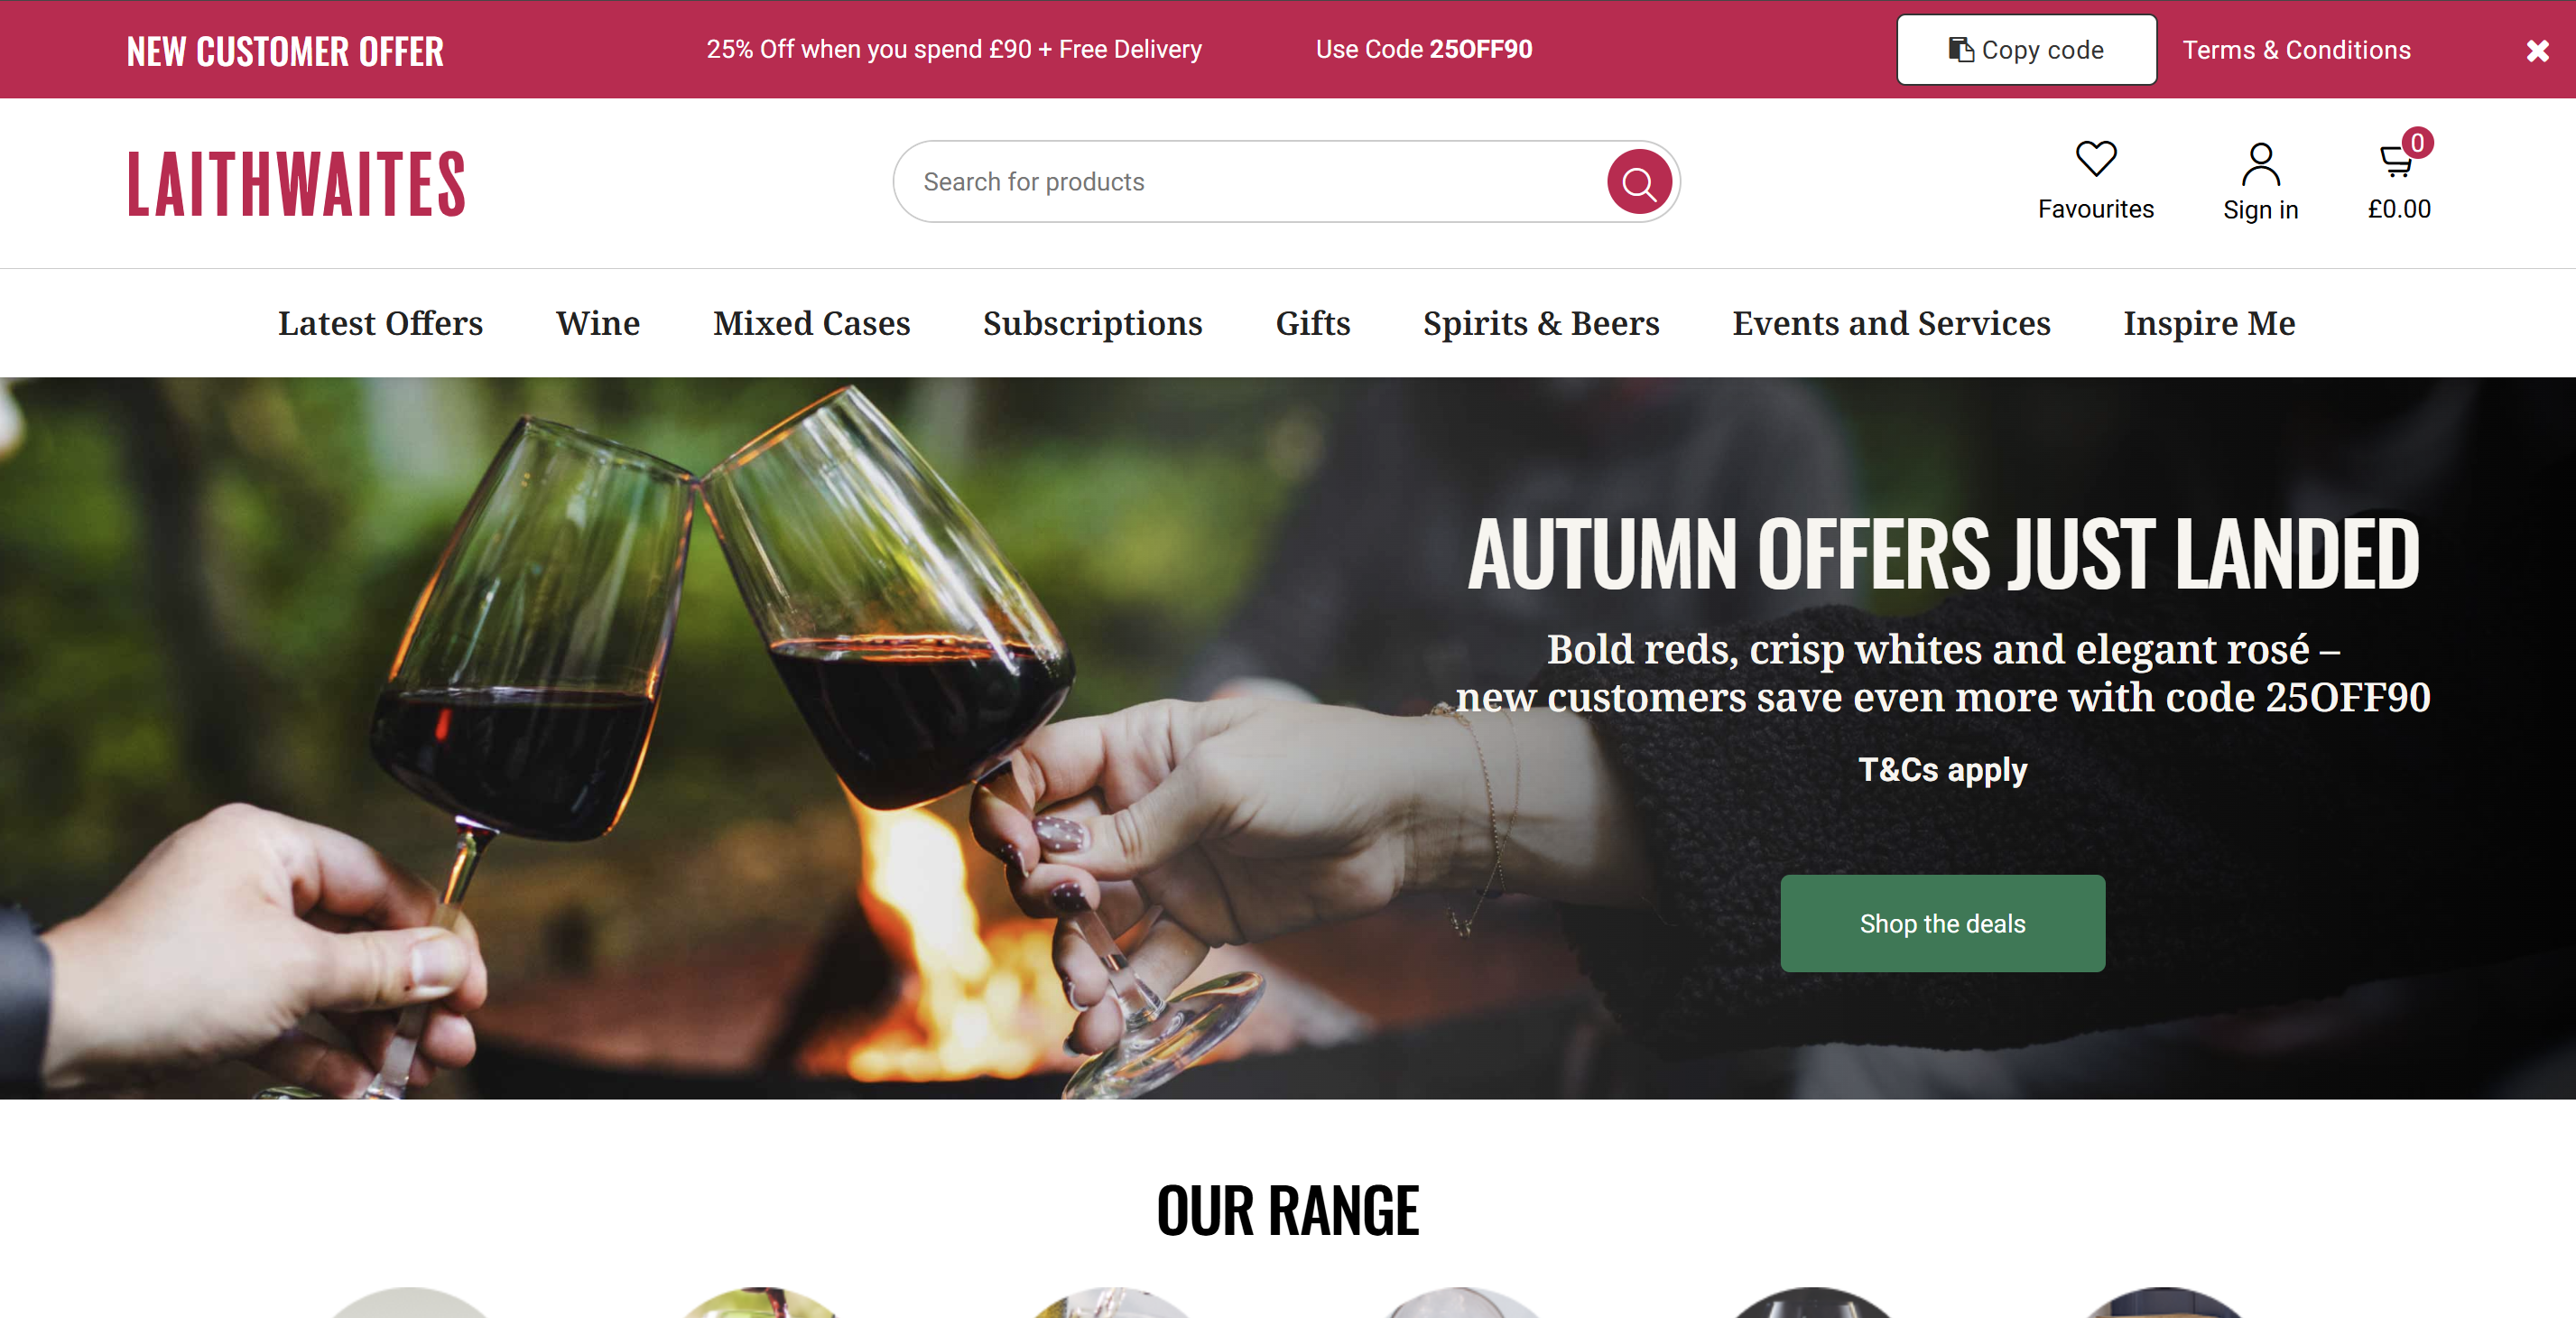 NEW CUSTOMER OFFER
25% Off when you spend £90 + Free Delivery
Use Code 25OFF90
Copy code
Terms & Conditions
LAITHWAITES
Search for products
Favourites
Sign in
0
£0.00
Latest Offers
Wine
Mixed Cases
Subscriptions
Gifts
Spirits & Beers
Events and Services
Inspire Me
AUTUMN OFFERS JUST LANDED
Bold reds, crisp whites and elegant rosé –
new customers save even more with code 25OFF90
T&Cs apply
Shop the deals
OUR RANGE